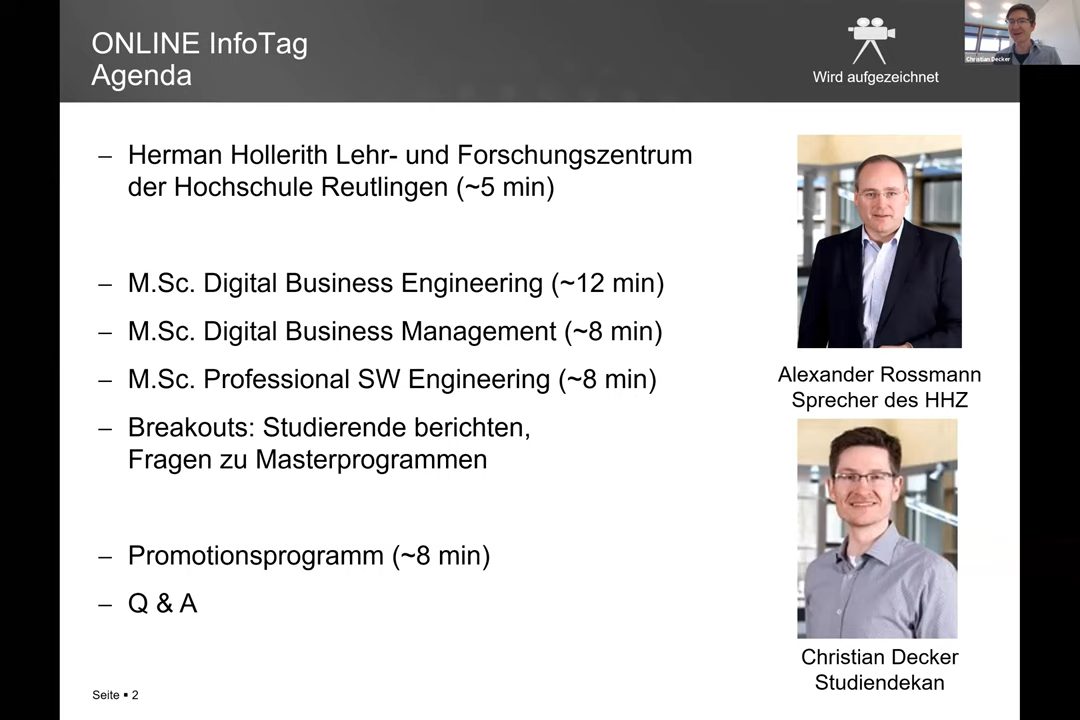 ONLINE InfoTag
Agenda
Wird aufgezeichnet
Christian Decker
– Herman Hollerith Lehr- und Forschungszentrum
der Hochschule Reutlingen (~5 min)
– M.Sc. Digital Business Engineering (~12 min)
– M.Sc. Digital Business Management (~8 min)
– M.Sc. Professional SW Engineering (~8 min)
– Breakouts: Studierende berichten,
Fragen zu Masterprogrammen
– Promotionsprogramm (~8 min)
– Q & A
Alexander Rossmann
Sprecher des HHZ
Christian Decker
Studiendekan
Seite ▪ 2